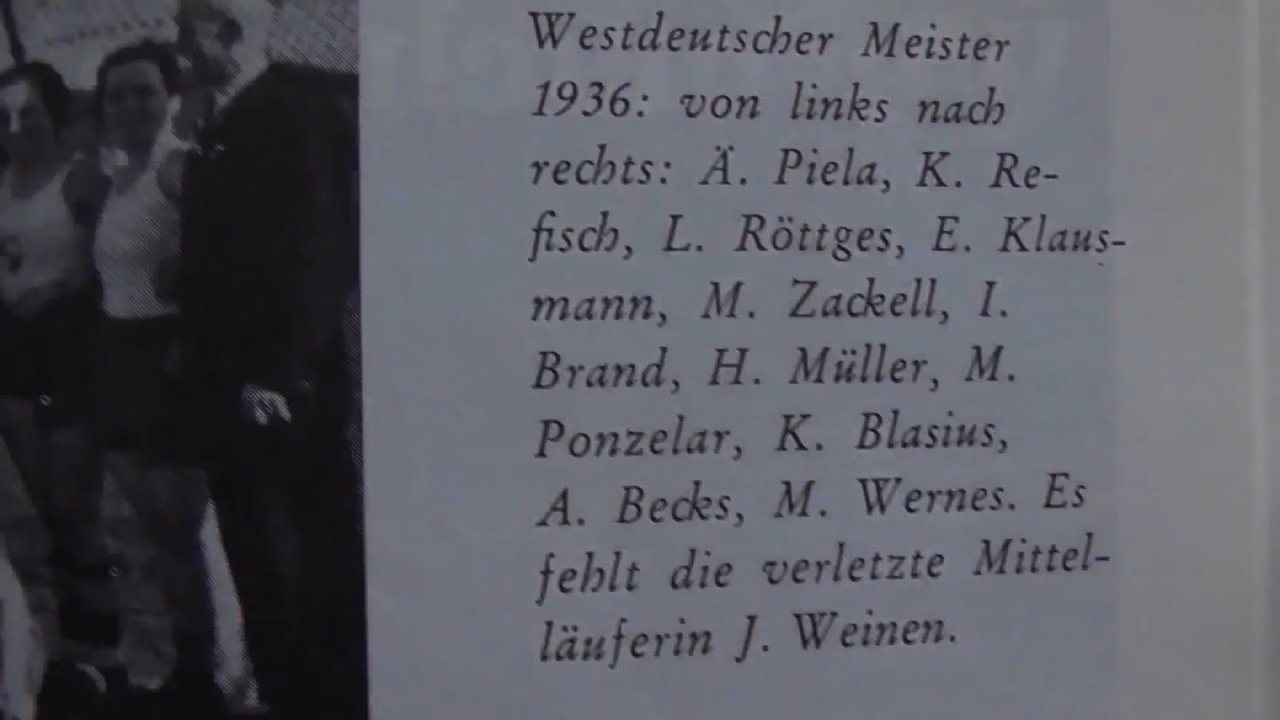 Westdeutscher Meister
1936: von links nach
rechts: Ä. Piela, K. Re-
fisch, L. Röttges, E. Klaus-
mann, M. Zackell, I.
Brand, H. Müller, M.
Ponzelar, K. Blasius,
A. Becks, M. Wernes. Es
fehlt die verletzte Mittel-
läuferin J. Weinen.